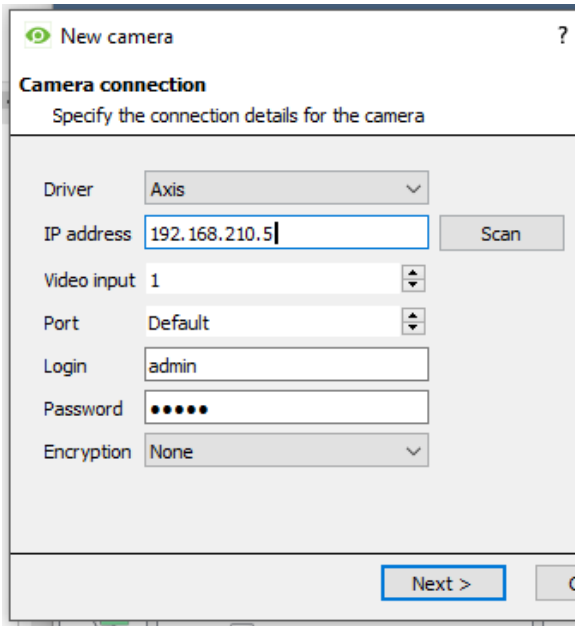 New camera ?
Camera connection
Specify the connection details for the camera
Driver Axis
IP address 192.168.210.5 Scan
Video input 1
Port Default
Login admin
Password •••••
Encryption None
Next >